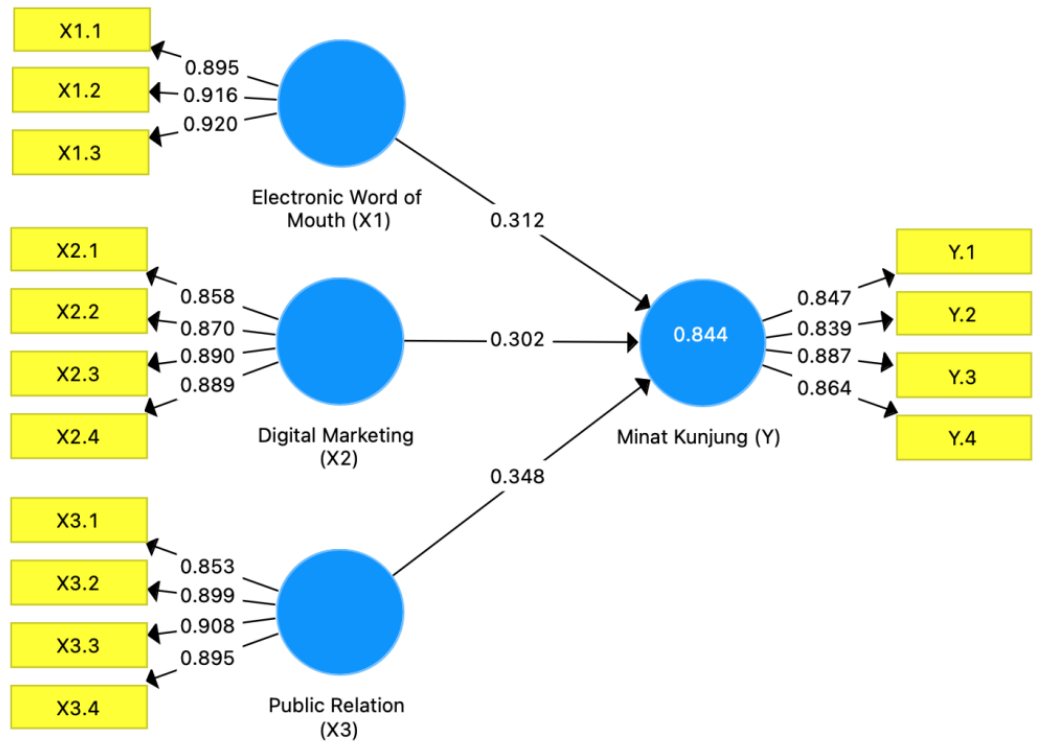 X1.1
0.895
X1.2
0.916
0.920
X1.3
Electronic Word of
Mouth (X1)
0.312
X2.1
0.858
X2.2
0.870
0.890
X2.3
0.889
X2.4
0.302
Digital Marketing
(X2)
0.844
Minat Kunjung (Y)
0.847
0.839
0.887
0.864
Y.1
Y.2
Y.3
Y.4
0.348
X3.1
0.853
X3.2
0.899
0.908
X3.3
0.895
X3.4
Public Relation
(X3)